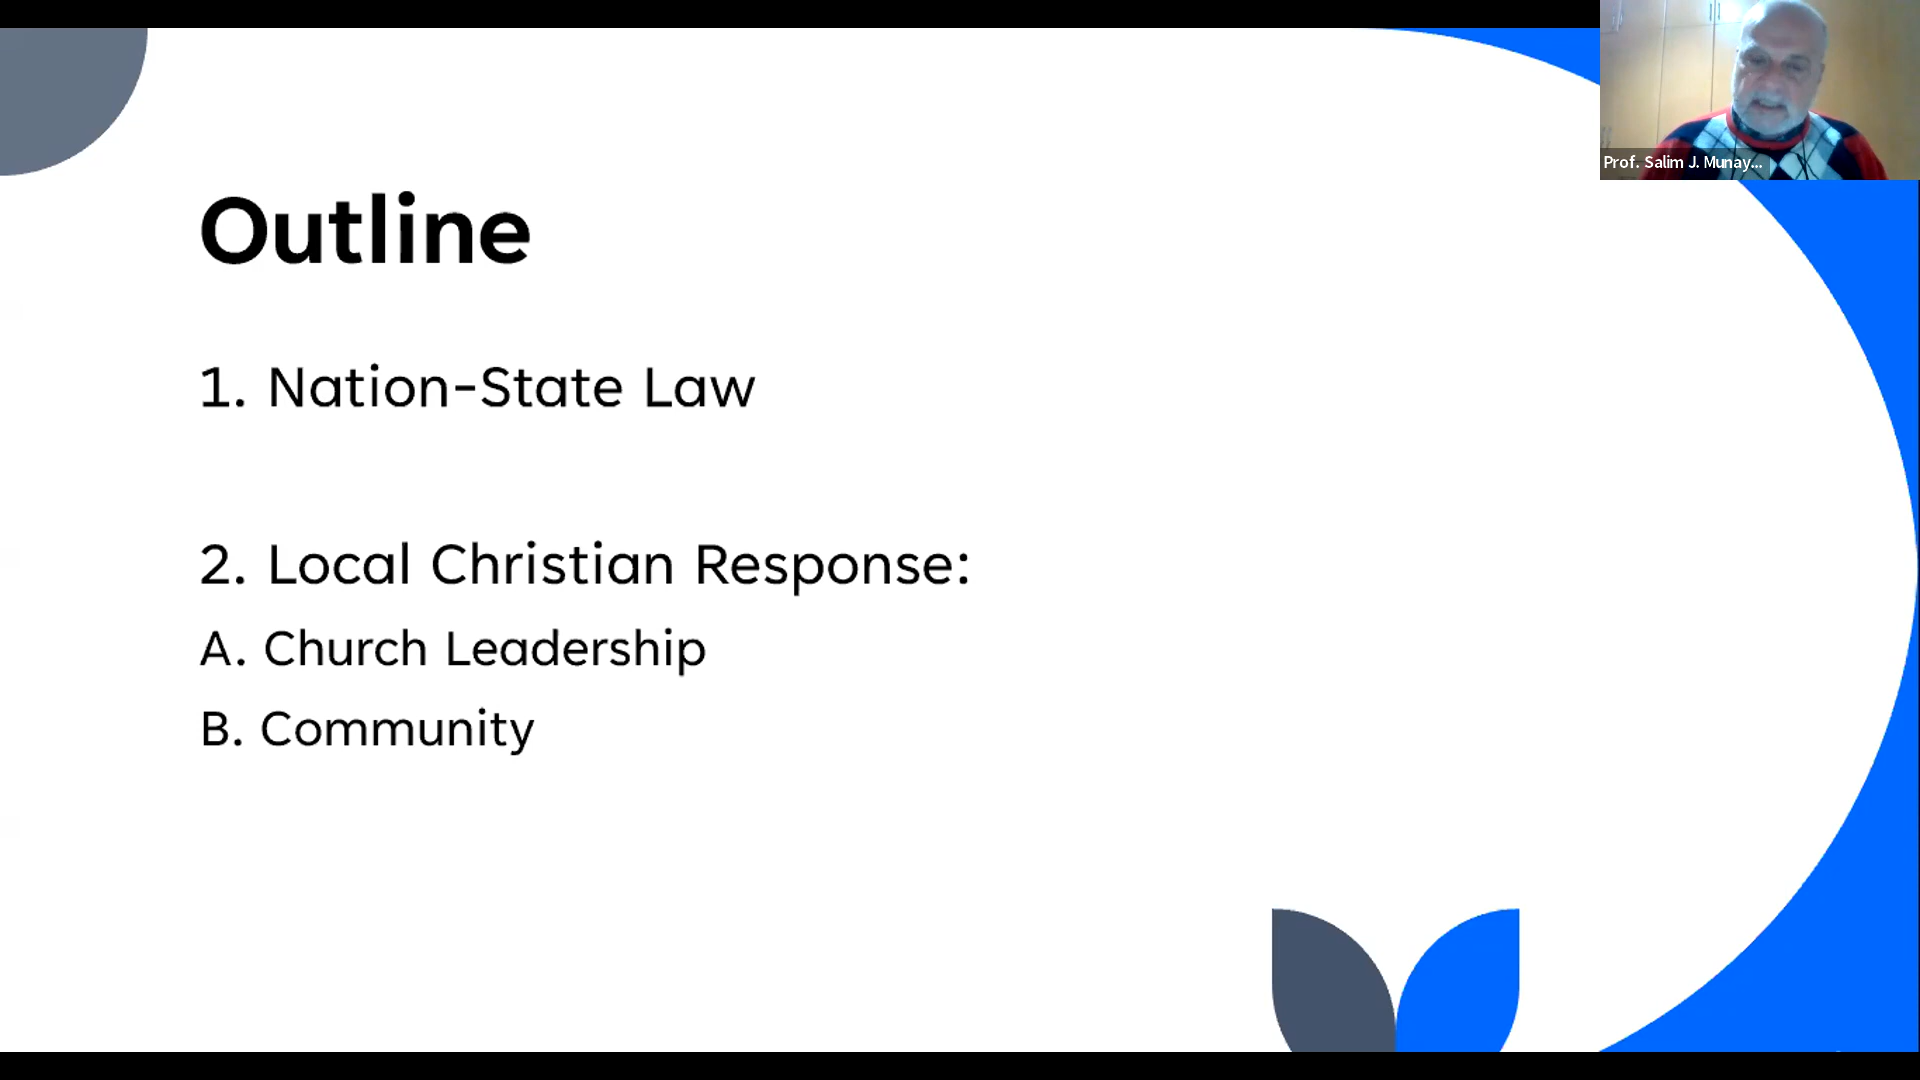 Outline
1. Nation-State Law
2. Local Christian Response:
A. Church Leadership
B. Community
Prof. Salim J. Munay...